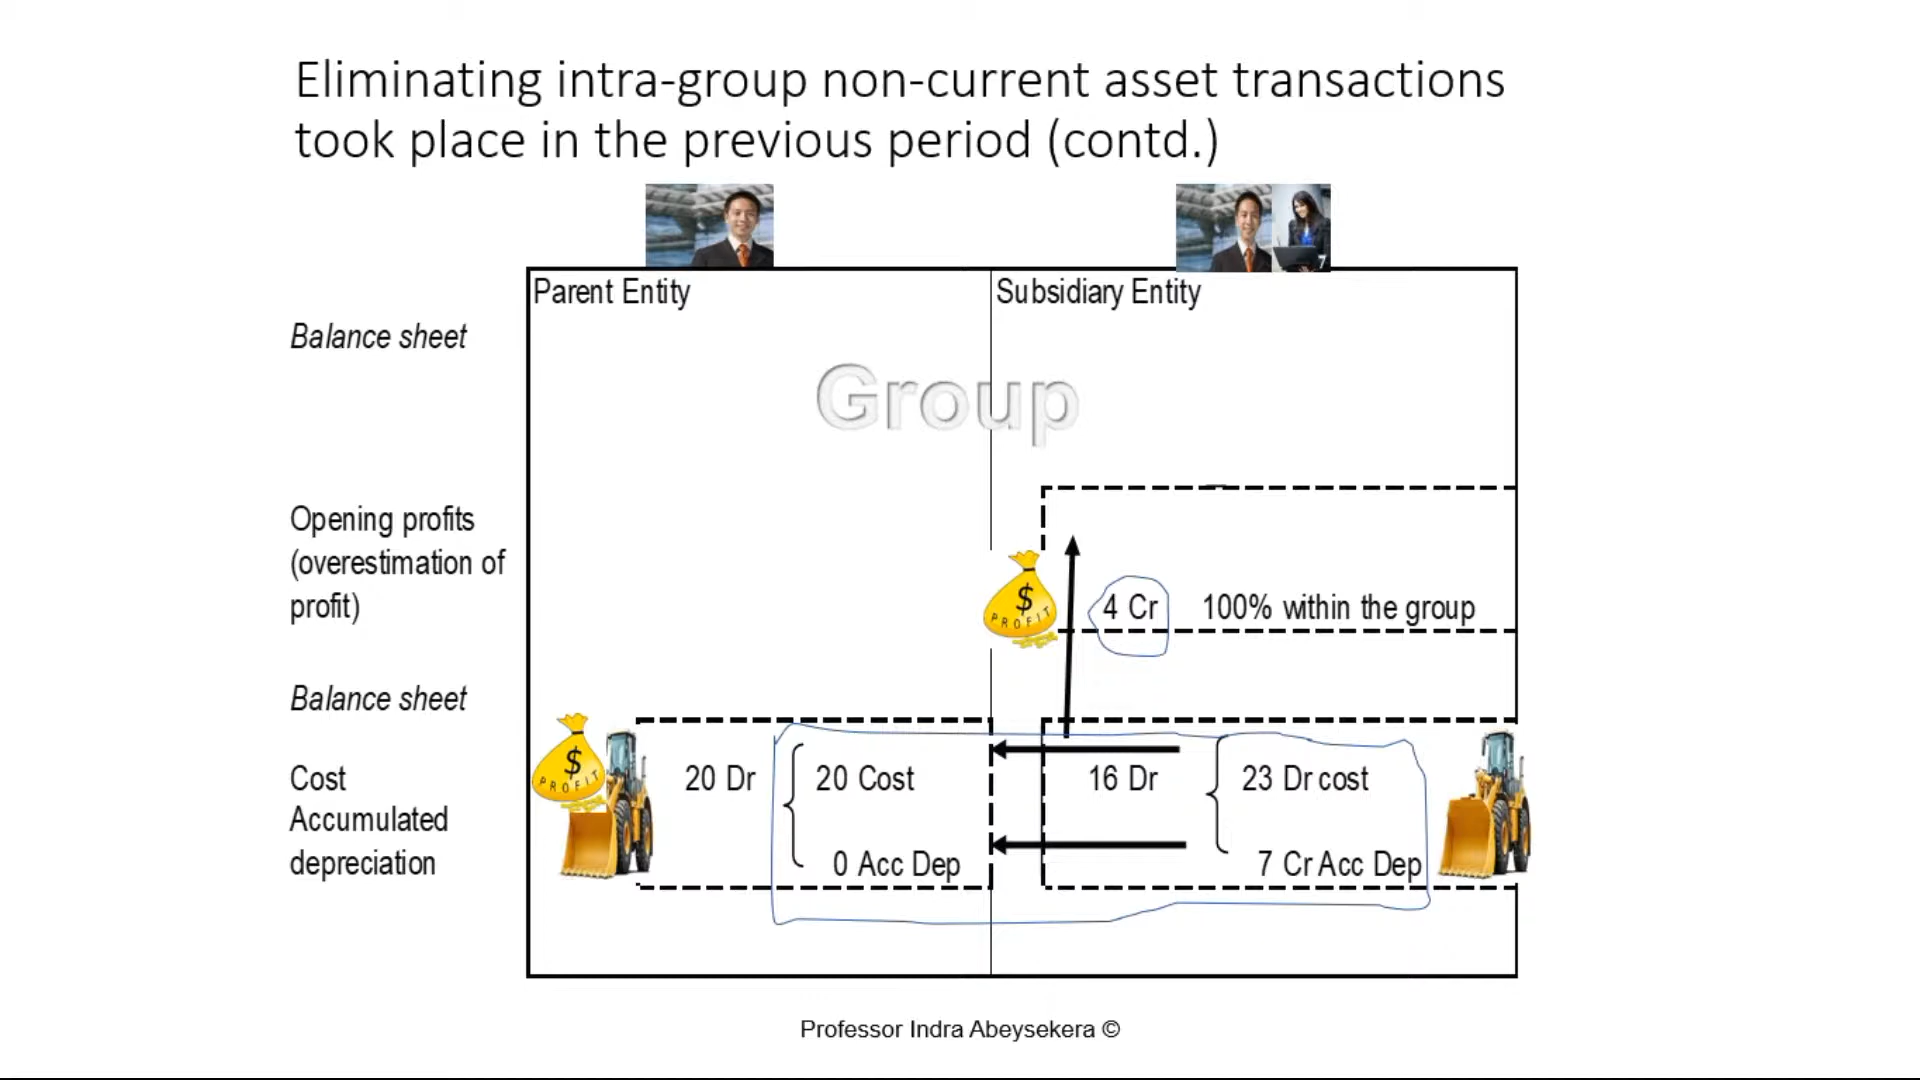 Eliminating intra-group non-current asset transactions
took place in the previous period (contd.)
7
Parent Entity
Subsidiary Entity
Balance sheet
Group
Opening profits
(overestimation of
profit)
$
PROFIT
4 Cr
100% within the group
Balance sheet
$
PROFIT
Cost
Accumulated
depreciation
20 Dr
20 Cost
0 Acc Dep
16 Dr
23 Dr cost
7 Cr Acc Dep
Professor Indra Abeysekera ©